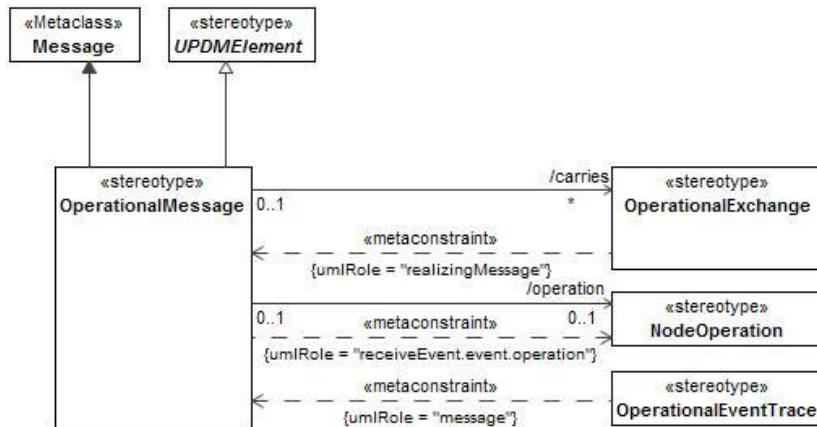 «Metaclass»
Message
«stereotype»
UPDMElement
«stereotype»
OperationalMessage
/carries
0..1
*
«stereotype»
OperationalExchange
«metaconstraint»
{umlRole = "realizingMessage"}
/operation
0..1
0..1
«stereotype»
NodeOperation
«metaconstraint»
{umlRole = "receiveEvent.event.operation"}
«metaconstraint»
{umlRole = "message"}
«stereotype»
OperationalEventTrace